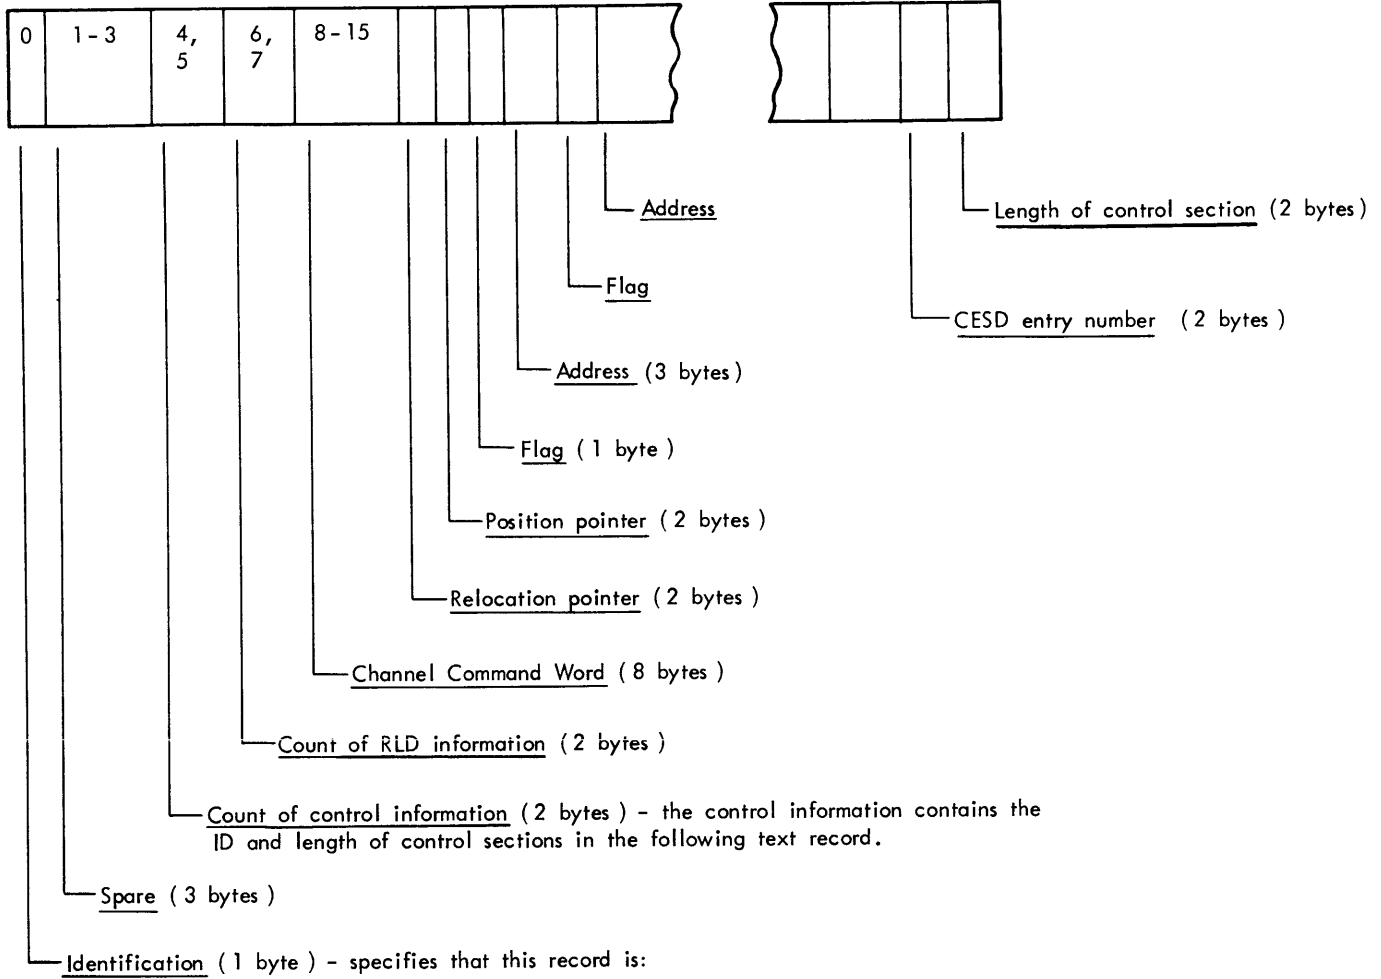 0 1-3 4, 6, 8-15
5 7
Address
Length of control section (2 bytes)
Flag
CESD entry number (2 bytes)
Address (3 bytes)
Flag (1 byte)
Position pointer (2 bytes)
Relocation pointer (2 bytes)
Channel Command Word (8 bytes)
Count of RLD information (2 bytes)
Count of control information (2 bytes) - the control information contains the
ID and length of control sections in the following text record.
Spare (3 bytes)
Identification (1 byte) - specifies that this record is: